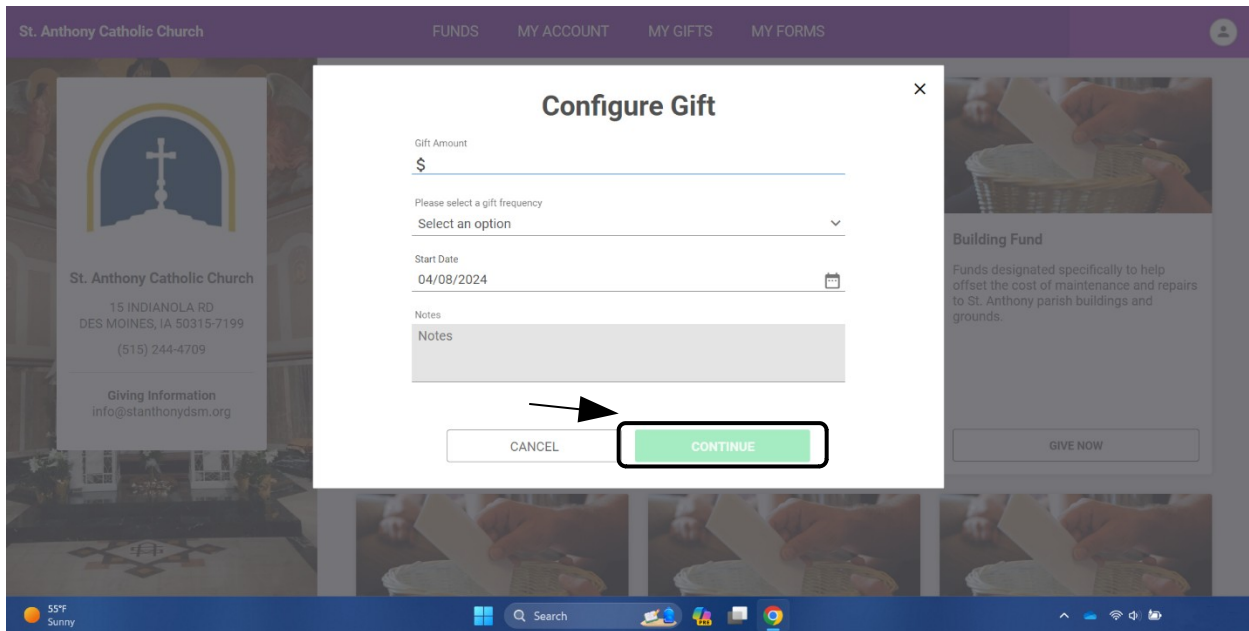 St. Anthony Catholic Church
FUNDS
MY ACCOUNT
MY GIFTS
MY FORMS
St. Anthony Catholic Church
15 INDIANOLA RD
DES MOINES, IA 50315-7199
(515) 244-4709
Giving Information
info@stanthonydsm.org
Configure Gift
Gift Amount
$
Please select a gift frequency
Select an option
Start Date
04/08/2024
Notes
Notes
CANCEL
CONTINUE
Building Fund
Funds designated specifically to help
offset the cost of maintenance and repairs
to St. Anthony parish buildings and
grounds.
GIVE NOW
55°F
Sunny
Search
PRE